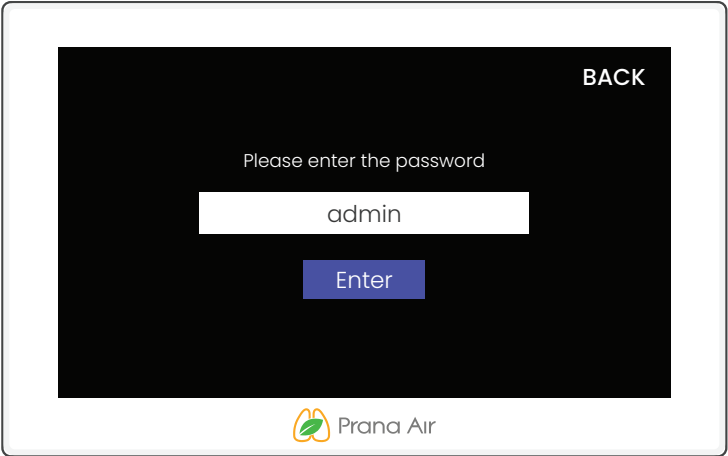 BACK
Please enter the password
admin
Enter
Prana Air